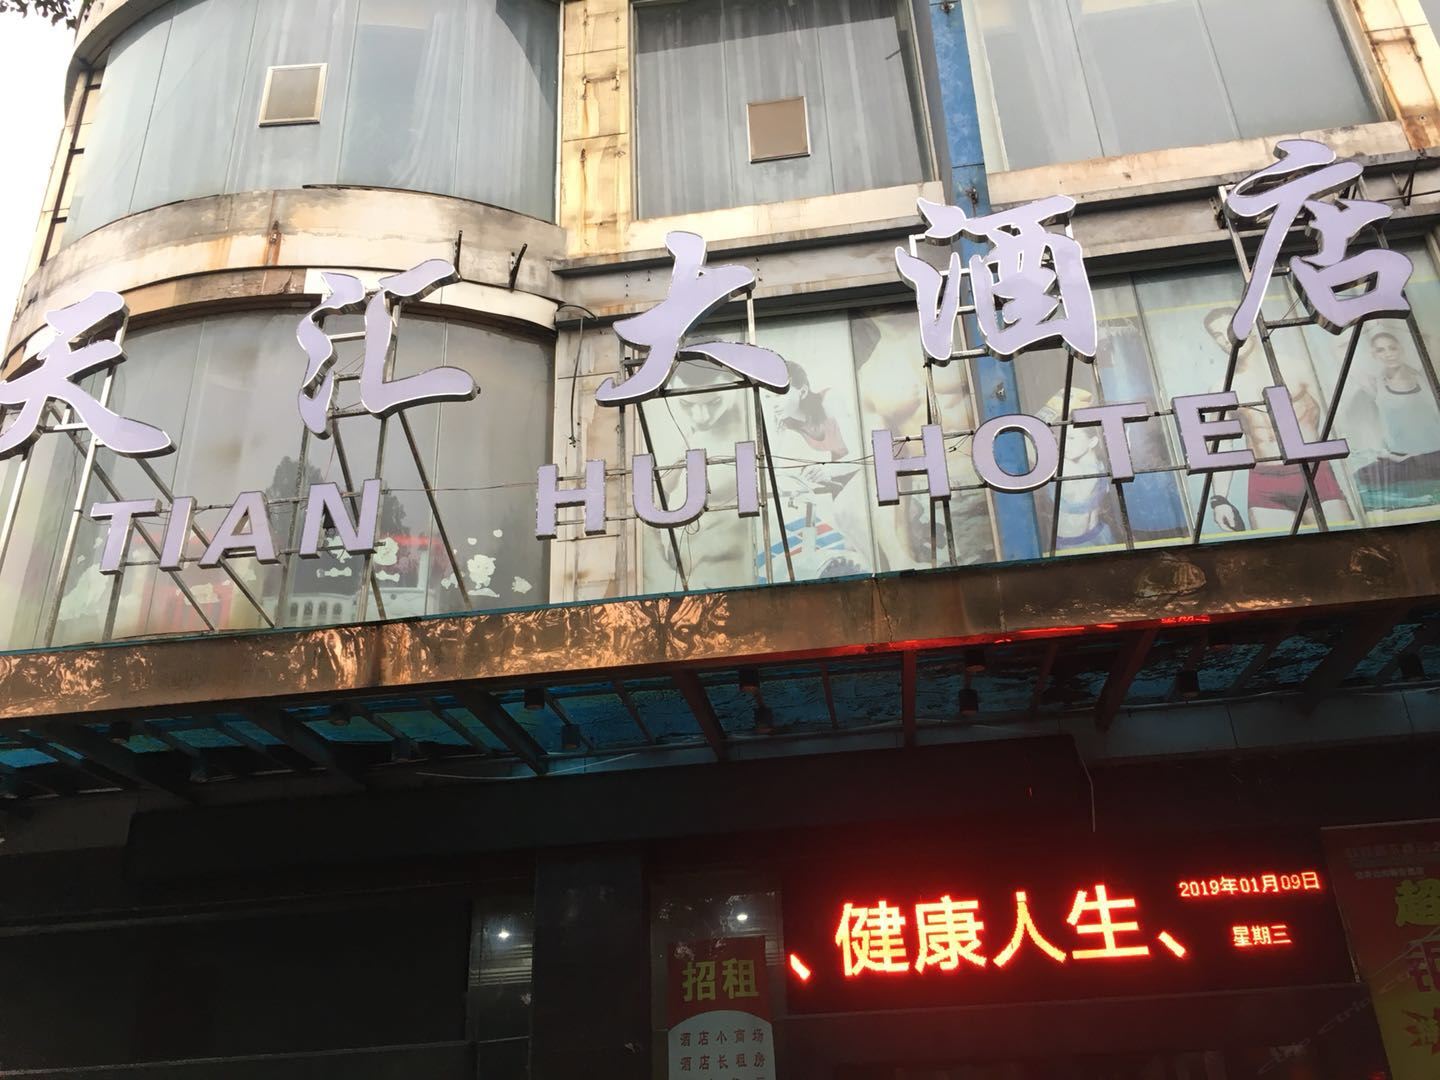 天汇大酒店
TIAN HUI HOTEL
、健康人生、
2019年01月09日
星期三
招租
酒店小商场
酒店长租房
超